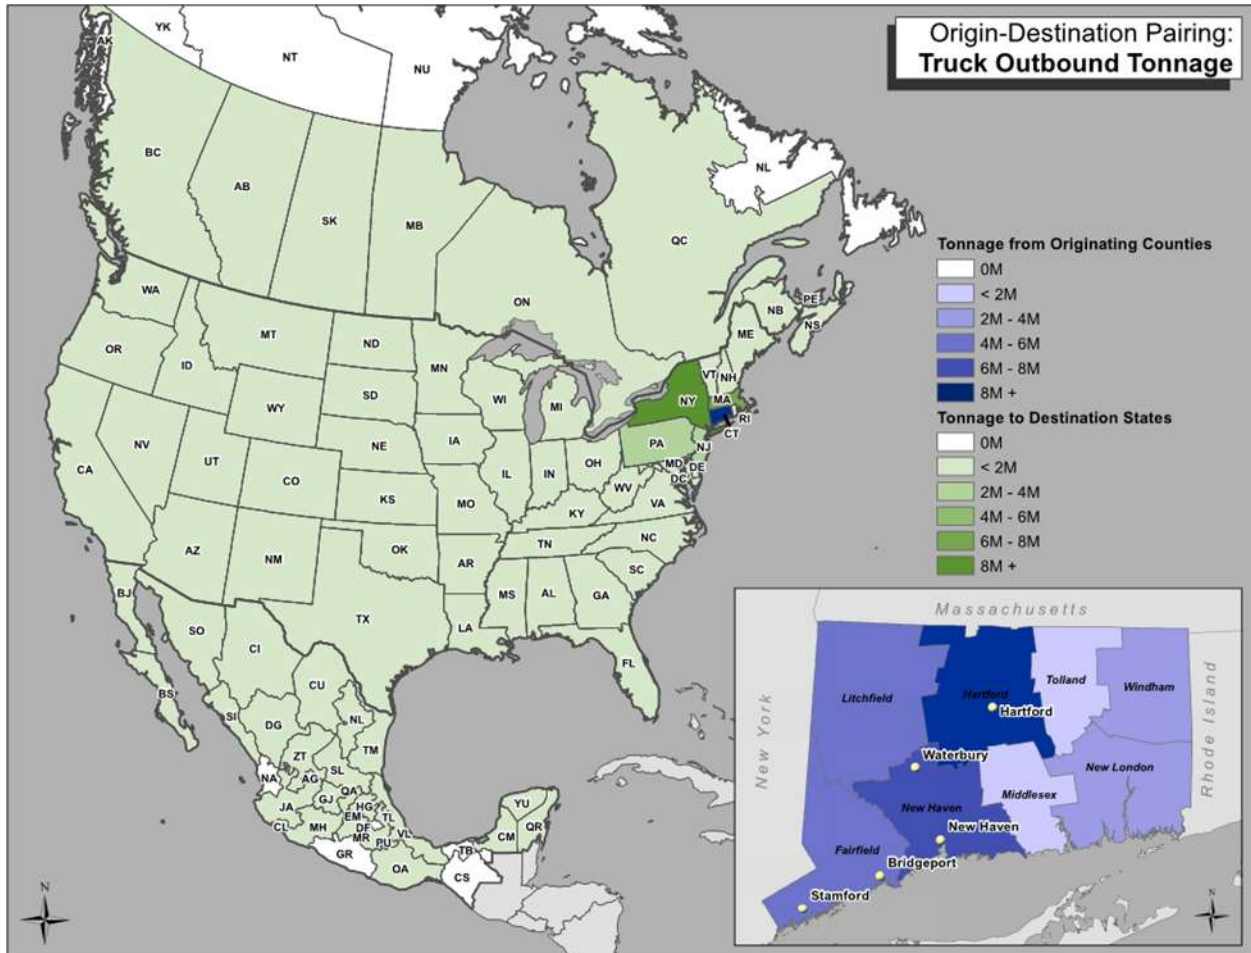 Origin-Destination Pairing:
Truck Outbound Tonnage
AK
YK
NT
NU
BC
AB
SK
MB
ON
QC
NL
PE
NB
NS
WA
OR
ID
MT
ND
MN
SD
WY
WI
MI
NY
VT
NH
ME
MA
RI
CT
CA
NV
UT
CO
NE
IA
KS
MO
IL
IN
OH
PA
NJ
MD
DE
DC
WV
VA
KY
AZ
NM
OK
AR
TN
NC
SC
TX
LA
MS
AL
GA
FL
BJ
SO
CI
CU
BS
SI
DG
NL
TM
ZT
NA
AG
SL
JA
GJ
QA
HG
EM
TL
DF
CL
MH
MR
PU
VL
GR
OA
TB
CS
YU
CM
QR
Tonnage from Originating Counties
0M
< 2M
2M - 4M
4M - 6M
6M - 8M
8M +
Tonnage to Destination States
0M
< 2M
2M - 4M
4M - 6M
6M - 8M
8M +
Massachusetts
New York
Rhode Island
Litchfield
Hartford
Hartford
Tolland
Windham
Waterbury
New London
Middlesex
New Haven
New Haven
Fairfield
Bridgeport
Stamford
N
N